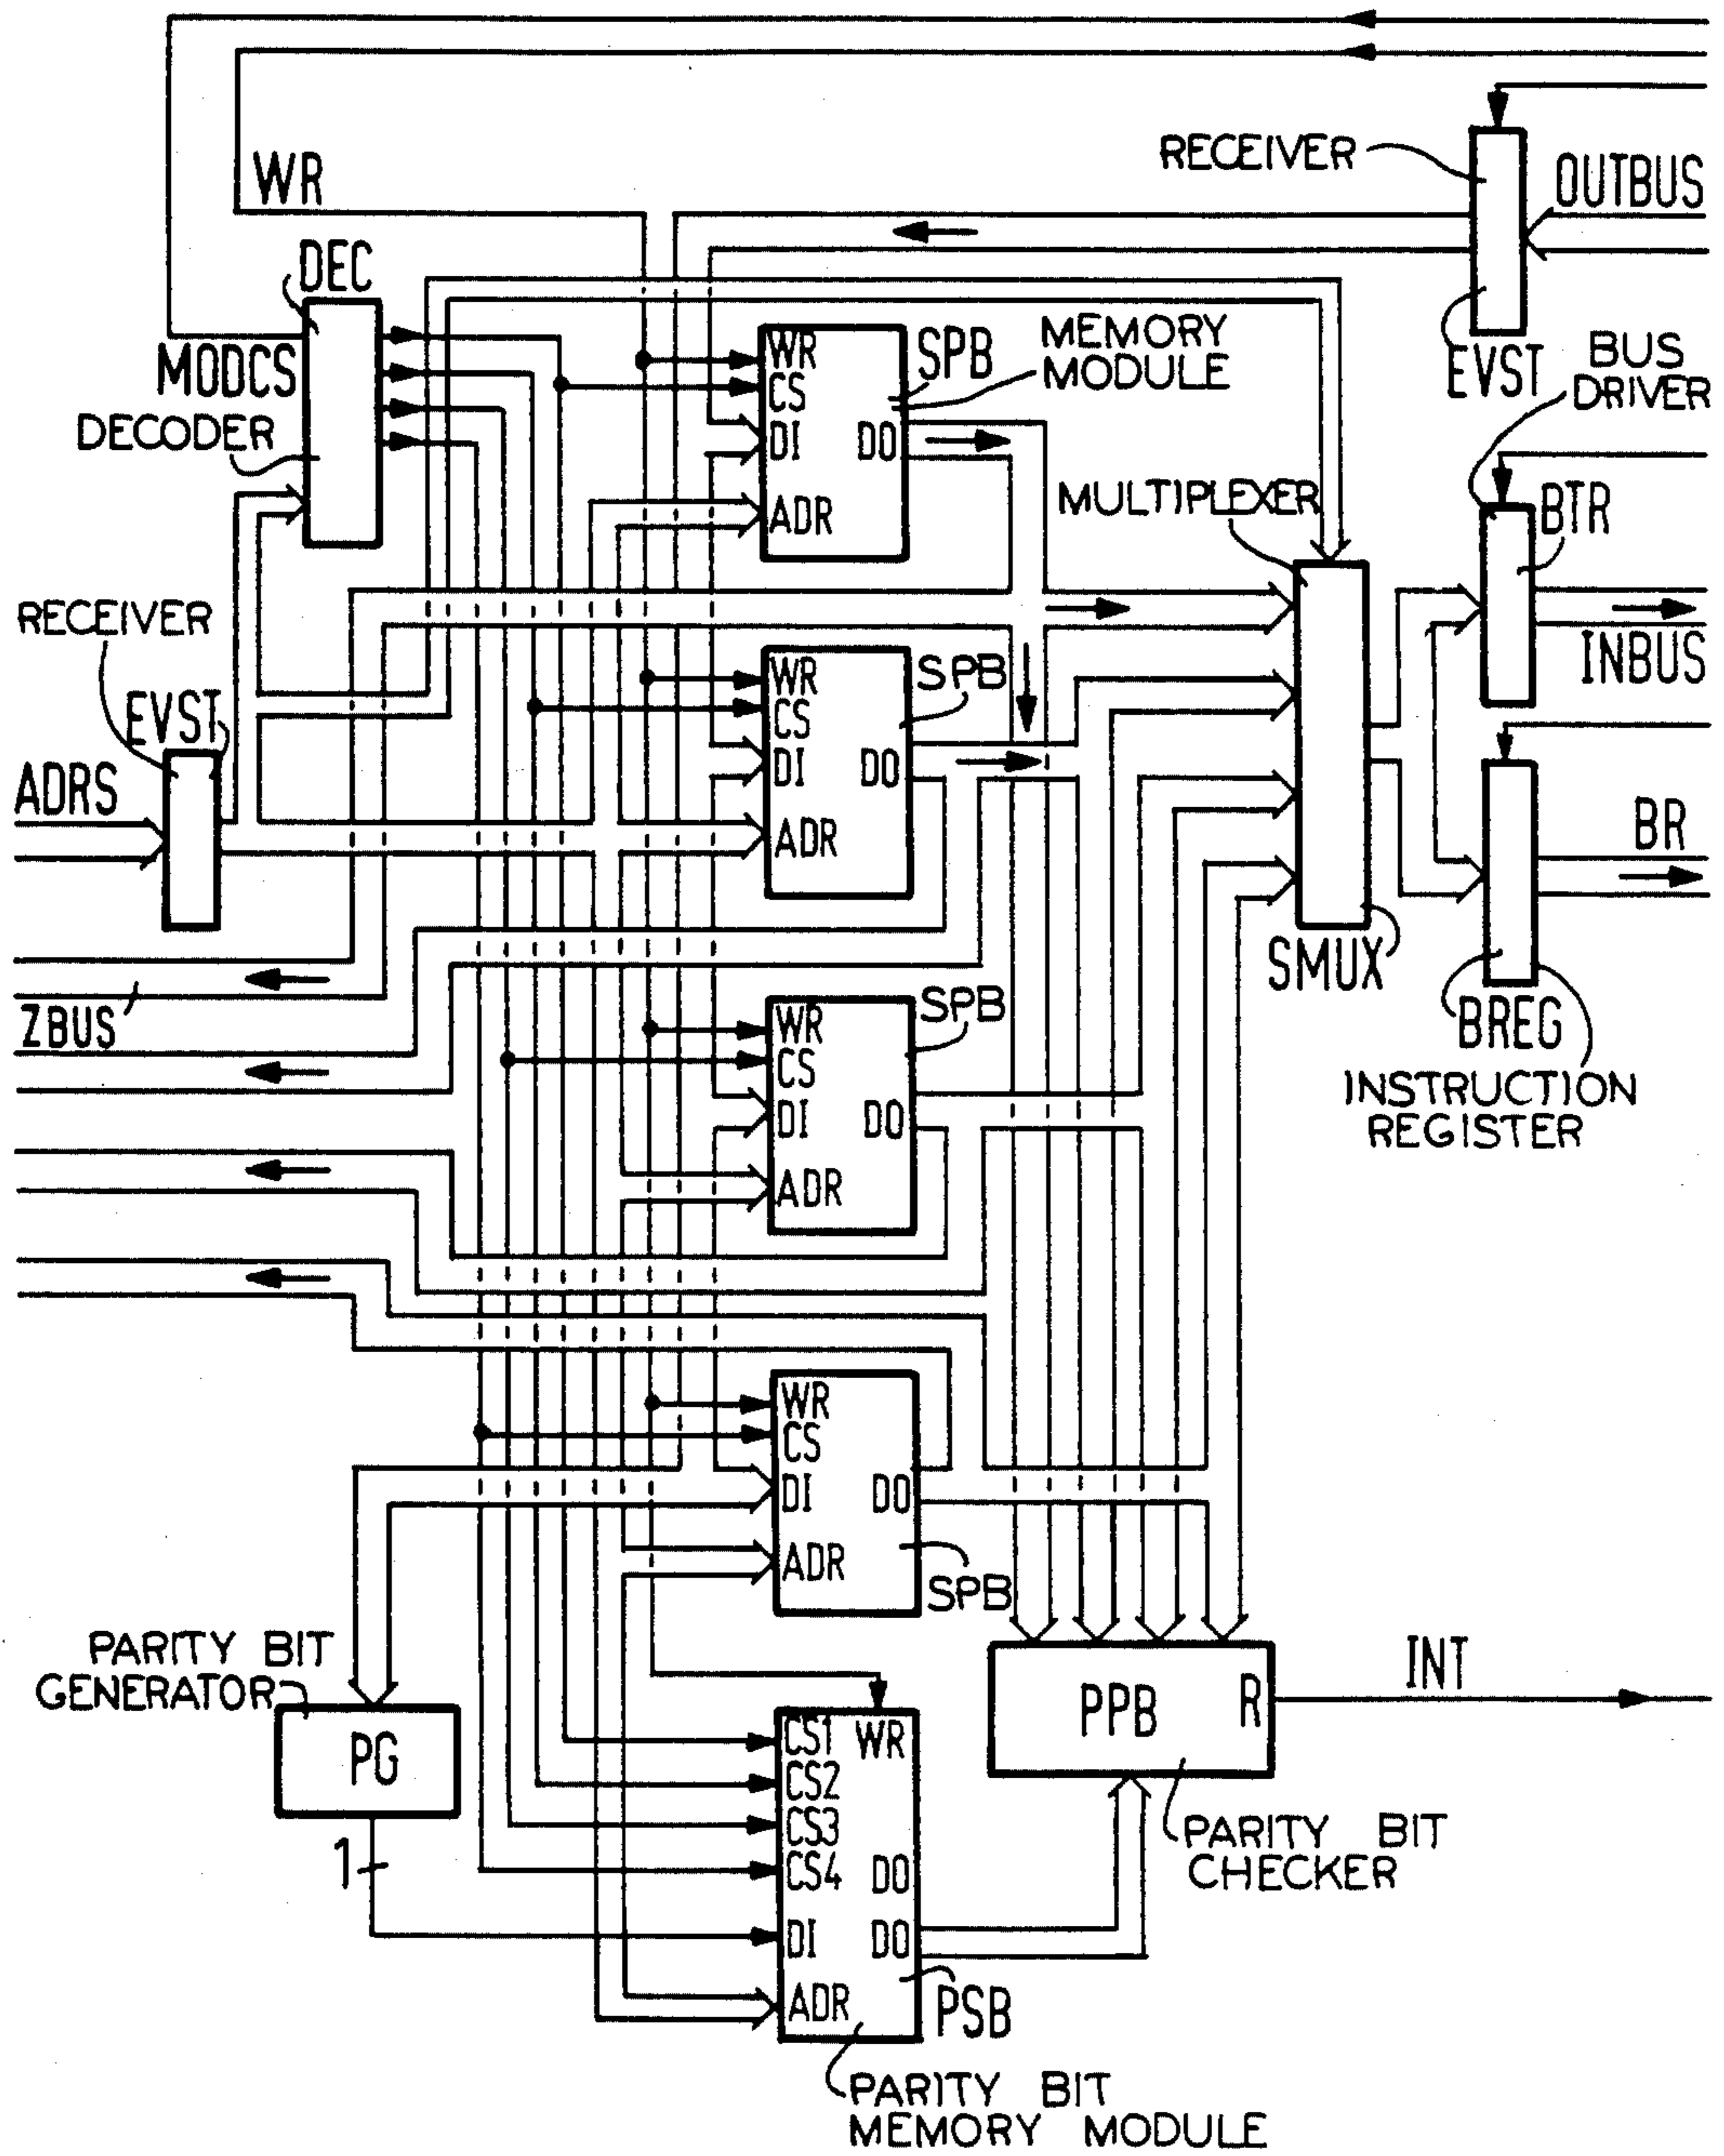 WR
RECEIVER
OUTBUS
DEC
MODCS
DECODER
WR
CS
DI
DO
ADR
SPB
MEMORY
MODULE
EVST
BUS
DRIVER
MULTIPLEXER
BTR
INBUS
RECEIVER
EVST
ADRS
WR
CS
DI
DO
ADR
SPB
BR
SMUX
BREG
INSTRUCTION
REGISTER
ZBUS
WR
CS
DI
DO
ADR
SPB
WR
CS
DI
DO
ADR
SPB
PARITY BIT
GENERATOR
PG
1
PPB
R
INT
PARITY BIT
CHECKER
CS1
WR
CS2
CS3
CS4
DO
DI
DO
ADR
PSB
PARITY BIT
MEMORY MODULE